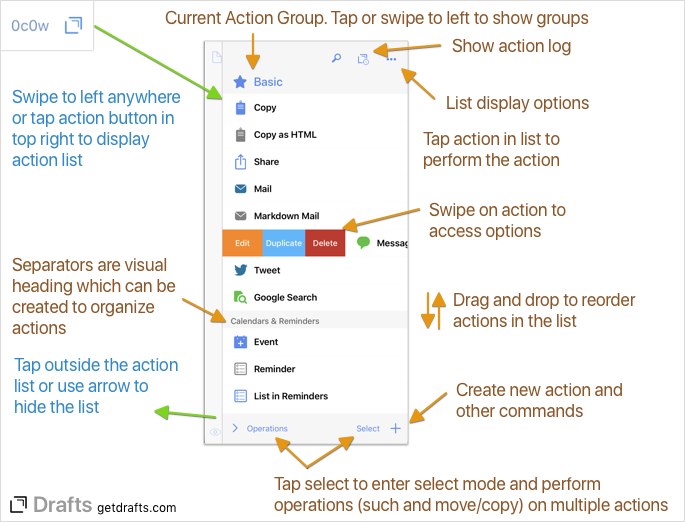 0c0w
Current Action Group. Tap or swipe to left to show groups
Show action log
List display options
Swipe to left anywhere
or tap action button in
top right to display
action list
Tap action in list to
perform the action
Basic
Copy
Copy as HTML
Share
Mail
Markdown Mail
Edit Duplicate Delete Messag
Tweet
Google Search
Calendars & Reminders
Event
Reminder
List in Reminders
Operations Select
Swipe on action to
access options
Separators are visual
heading which can be
created to organize
actions
Drag and drop to reorder
actions in the list
Tap outside the action
list or use arrow to
hide the list
Create new action and
other commands
Tap select to enter select mode and perform
operations (such and move/copy) on multiple actions
Drafts getdrafts.com